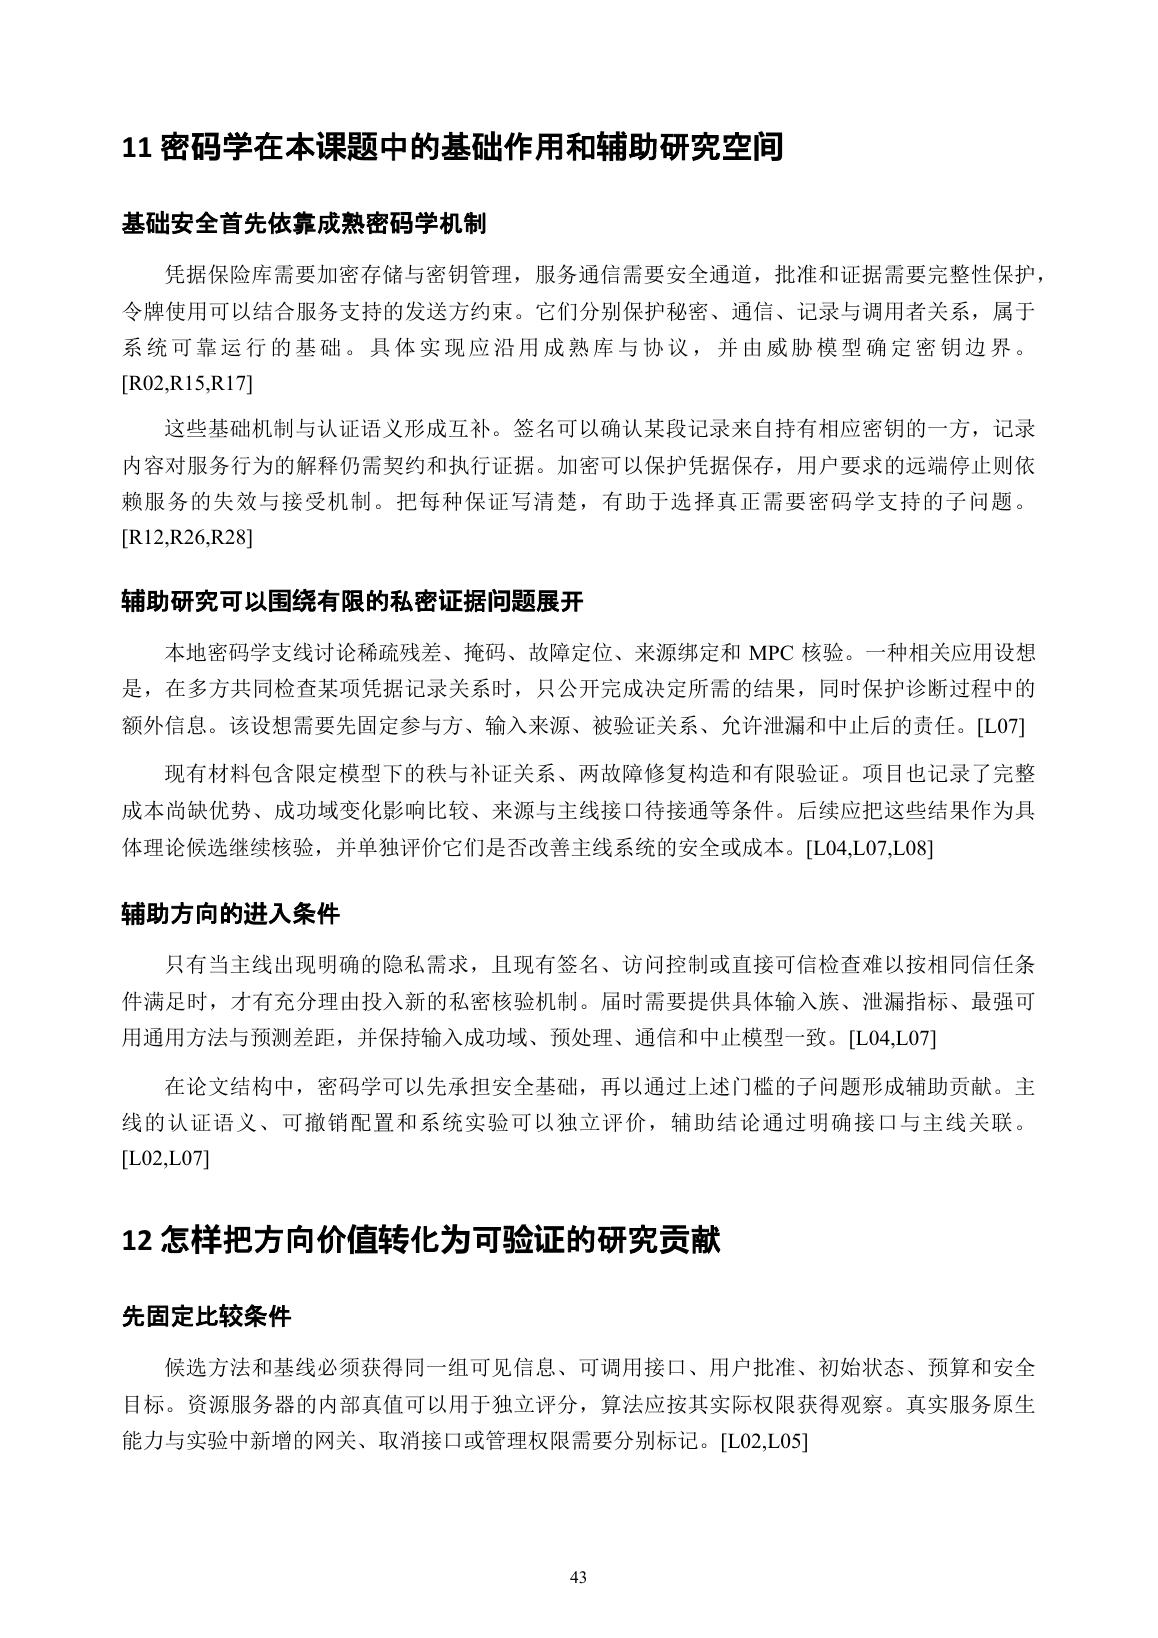 11 密码学在本课题中的基础作用和辅助研究空间
基础安全首先依靠成熟密码学机制
凭据保险库需要加密存储与密钥管理，服务通信需要安全通道，批准和证据需要完整性保护，
令牌使用可以结合服务支持的发送方约束。它们分别保护秘密、通信、记录与调用者关系，属于
系统可靠运行的基础。具体实现应沿用成熟库与协议，并由威胁模型确定密钥边界。
[R02,R15,R17]
这些基础机制与认证语义形成互补。签名可以确认某段记录来自持有相应密钥的一方，记录
内容对服务行为的解释仍需契约和执行证据。加密可以保护凭据保存，用户要求的远端停止则依
赖服务的失效与接受机制。把每种保证写清楚，有助于选择真正需要密码学支持的子问题。
[R12,R26,R28]
辅助研究可以围绕有限的私密证据问题展开
本地密码学支线讨论稀疏残差、掩码、故障定位、来源绑定和 MPC 核验。一种相关应用设想
是，在多方共同检查某项凭据记录关系时，只公开完成决定所需的结果，同时保护诊断过程中的
额外信息。该设想需要先固定参与方、输入来源、被验证关系、允许泄漏和中止后的责任。[L07]
现有材料包含限定模型下的秩与补证关系、两故障修复构造和有限验证。项目也记录了完整
成本尚缺优势、成功域变化影响比较、来源与主线接口待接通等条件。后续应把这些结果作为具
体理论候选继续核验，并单独评价它们是否改善主线系统的安全或成本。[L04,L07,L08]
辅助方向的进入条件
只有当主线出现明确的隐私需求，且现有签名、访问控制或直接可信检查难以按相同信任条
件满足时，才有充分理由投入新的私密核验机制。届时需要提供具体输入族、泄漏指标、最强可
用通用方法与预测差距，并保持输入成功域、预处理、通信和中止模型一致。[L04,L07]
在论文结构中，密码学可以先承担安全基础，再以通过上述门槛的子问题形成辅助贡献。主
线的认证语义、可撤销配置和系统实验可以独立评价，辅助结论通过明确接口与主线关联。
[L02,L07]
12 怎样把方向价值转化为可验证的研究贡献
先固定比较条件
候选方法和基线必须获得同一组可见信息、可调用接口、用户批准、初始状态、预算和安全
目标。资源服务器的内部真值可以用于独立评分，算法应按其实际权限获得观察。真实服务原生
能力与实验中新增的网关、取消接口或管理权限需要分别标记。[L02,L05]
43